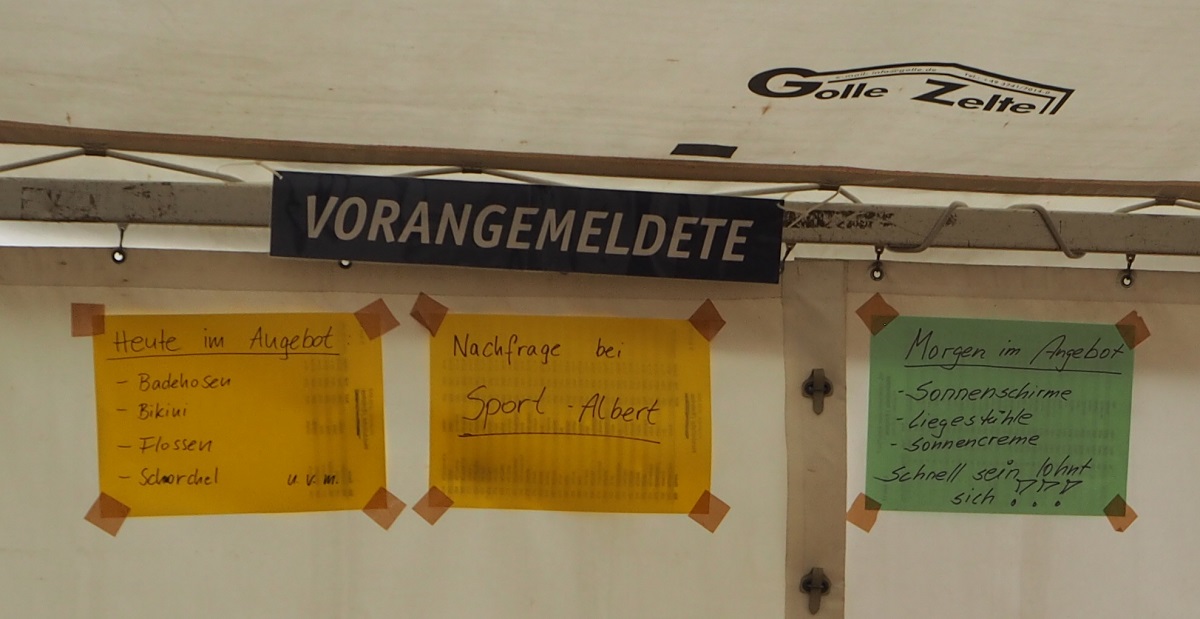 Golle Zelte
VORANGEMELDETE
Heute im Angebot
- Badehosen
- Bikini
- Flossen
- Schnorchel u. v. m.
Nachfrage bei
Sport - Albert
Morgen im Angebot
- Sonnenschirme
- Liegestühle
- Sonnencreme
Schnell sein lohnt
sich !!!